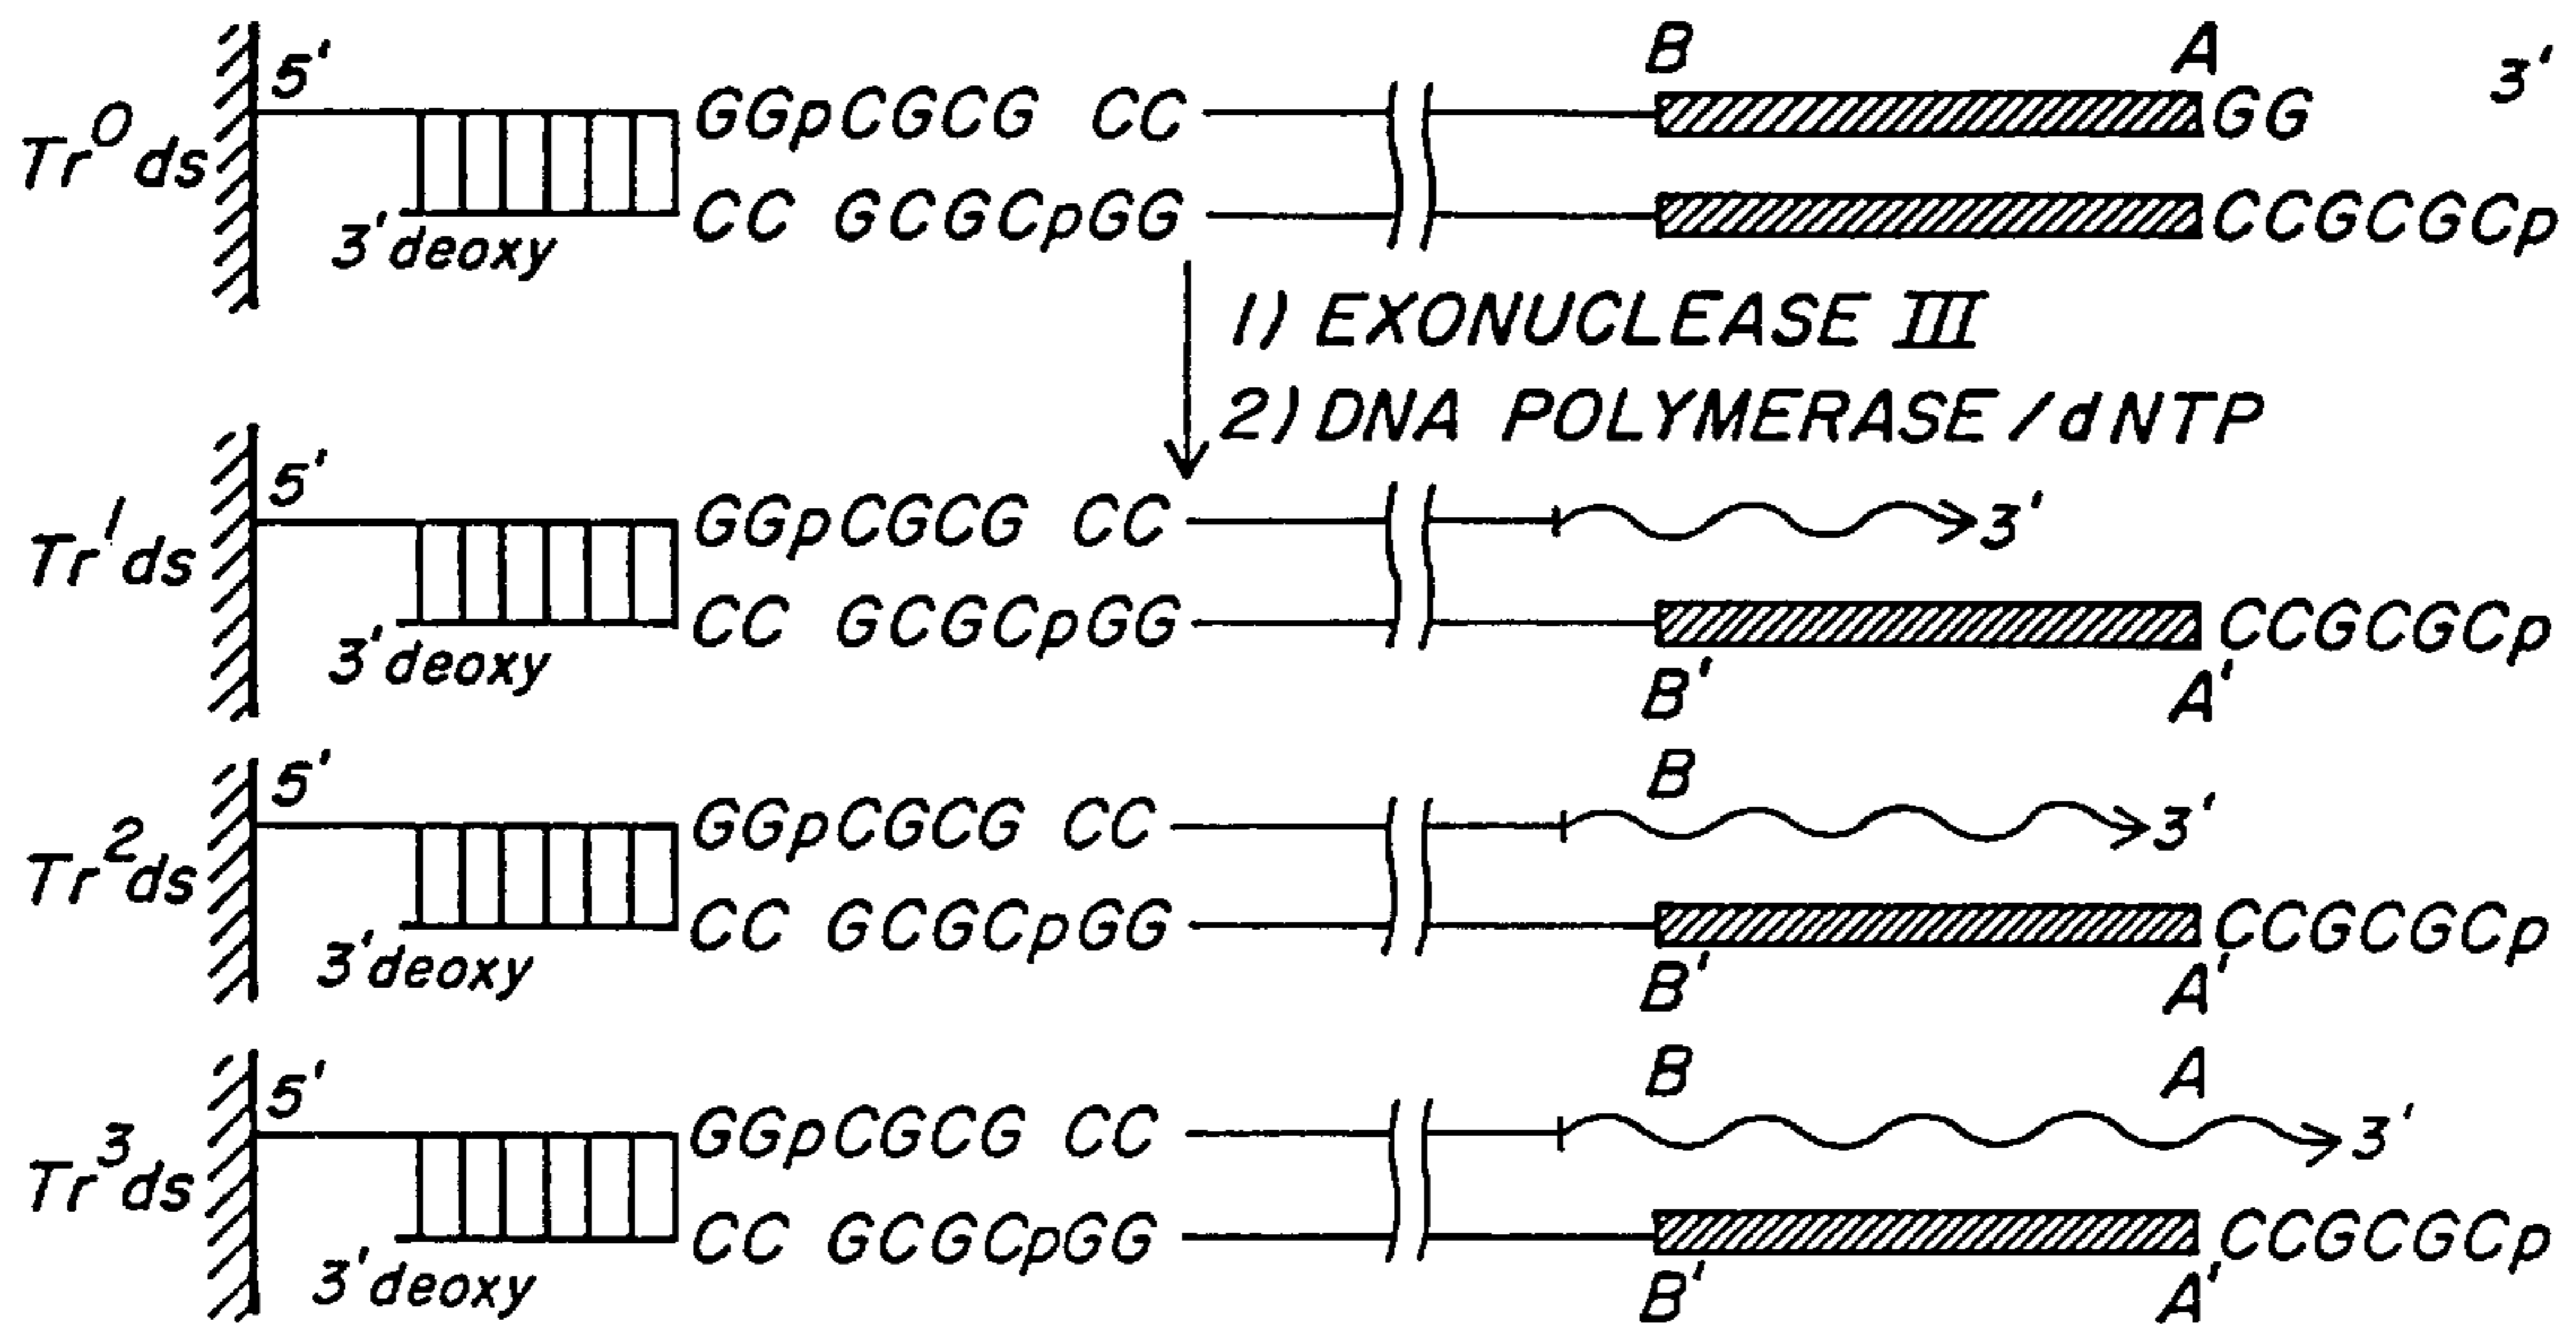 B A
5' 3'
GGpCGCG CC GG
Tr⁰ds
CC GCGCpGG CCGCGCp
3'deoxy
1) EXONUCLEASE III
2) DNA POLYMERASE/dNTP
5'
GGpCGCG CC 3'
Tr¹ds
CC GCGCpGG CCGCGCp
3'deoxy
B' A'
B
5'
GGpCGCG CC 3'
Tr²ds
CC GCGCpGG CCGCGCp
3'deoxy
B' A'
B A
5'
GGpCGCG CC 3'
Tr³ds
CC GCGCpGG CCGCGCp
3'deoxy
B' A'